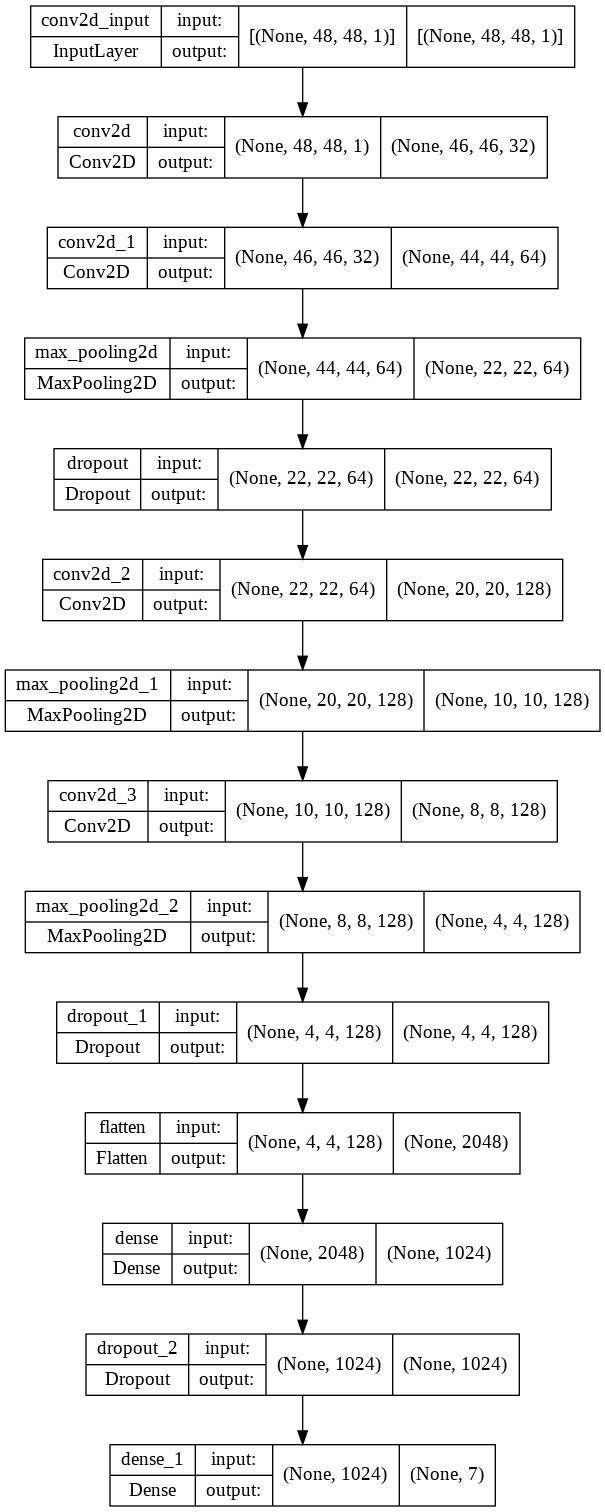 conv2d_input input: [(None, 48, 48, 1)] [(None, 48, 48, 1)]
InputLayer output:
conv2d input: (None, 48, 48, 1) (None, 46, 46, 32)
Conv2D output:
conv2d_1 input: (None, 46, 46, 32) (None, 44, 44, 64)
Conv2D output:
max_pooling2d input: (None, 44, 44, 64) (None, 22, 22, 64)
MaxPooling2D output:
dropout input: (None, 22, 22, 64) (None, 22, 22, 64)
Dropout output:
conv2d_2 input: (None, 22, 22, 64) (None, 20, 20, 128)
Conv2D output:
max_pooling2d_1 input: (None, 20, 20, 128) (None, 10, 10, 128)
MaxPooling2D output:
conv2d_3 input: (None, 10, 10, 128) (None, 8, 8, 128)
Conv2D output:
max_pooling2d_2 input: (None, 8, 8, 128) (None, 4, 4, 128)
MaxPooling2D output:
dropout_1 input: (None, 4, 4, 128) (None, 4, 4, 128)
Dropout output:
flatten input: (None, 4, 4, 128) (None, 2048)
Flatten output:
dense input: (None, 2048) (None, 1024)
Dense output:
dropout_2 input: (None, 1024) (None, 1024)
Dropout output:
dense_1 input: (None, 1024) (None, 7)
Dense output: